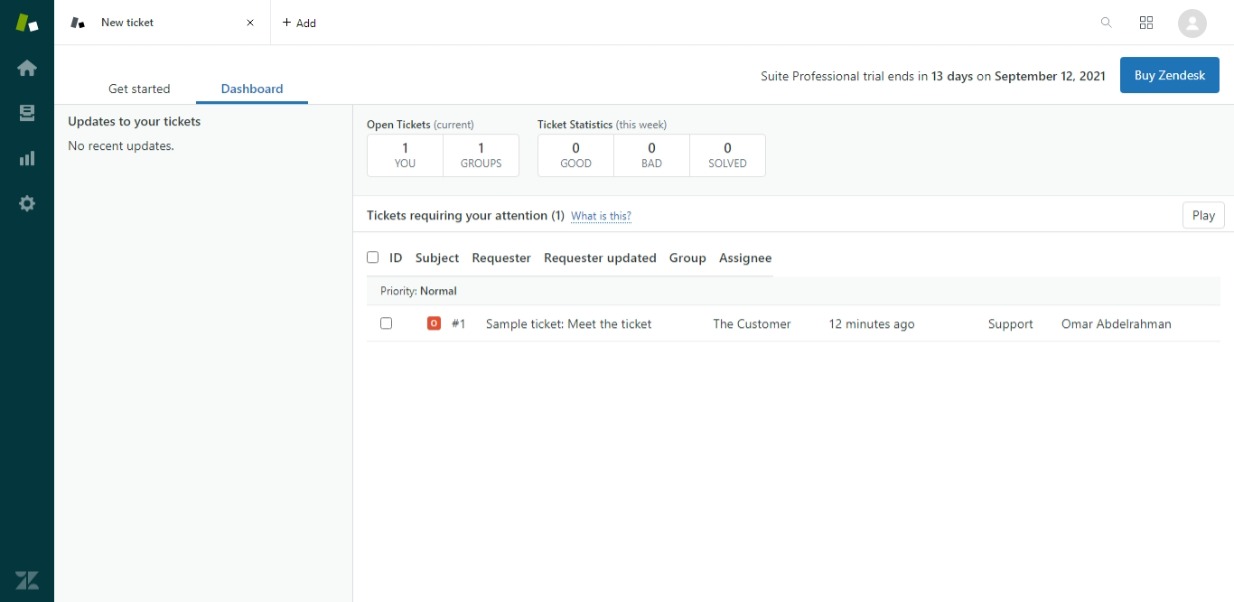 New ticket × + Add
Suite Professional trial ends in 13 days on September 12, 2021 Buy Zendesk
Get started Dashboard
Updates to your tickets
No recent updates.
Open Tickets (current) Ticket Statistics (this week)
1 1 0 0 0
YOU GROUPS GOOD BAD SOLVED
Tickets requiring your attention (1) What is this? Play
ID Subject Requester Requester updated Group Assignee
Priority: Normal
O #1 Sample ticket: Meet the ticket The Customer 12 minutes ago Support Omar Abdelrahman